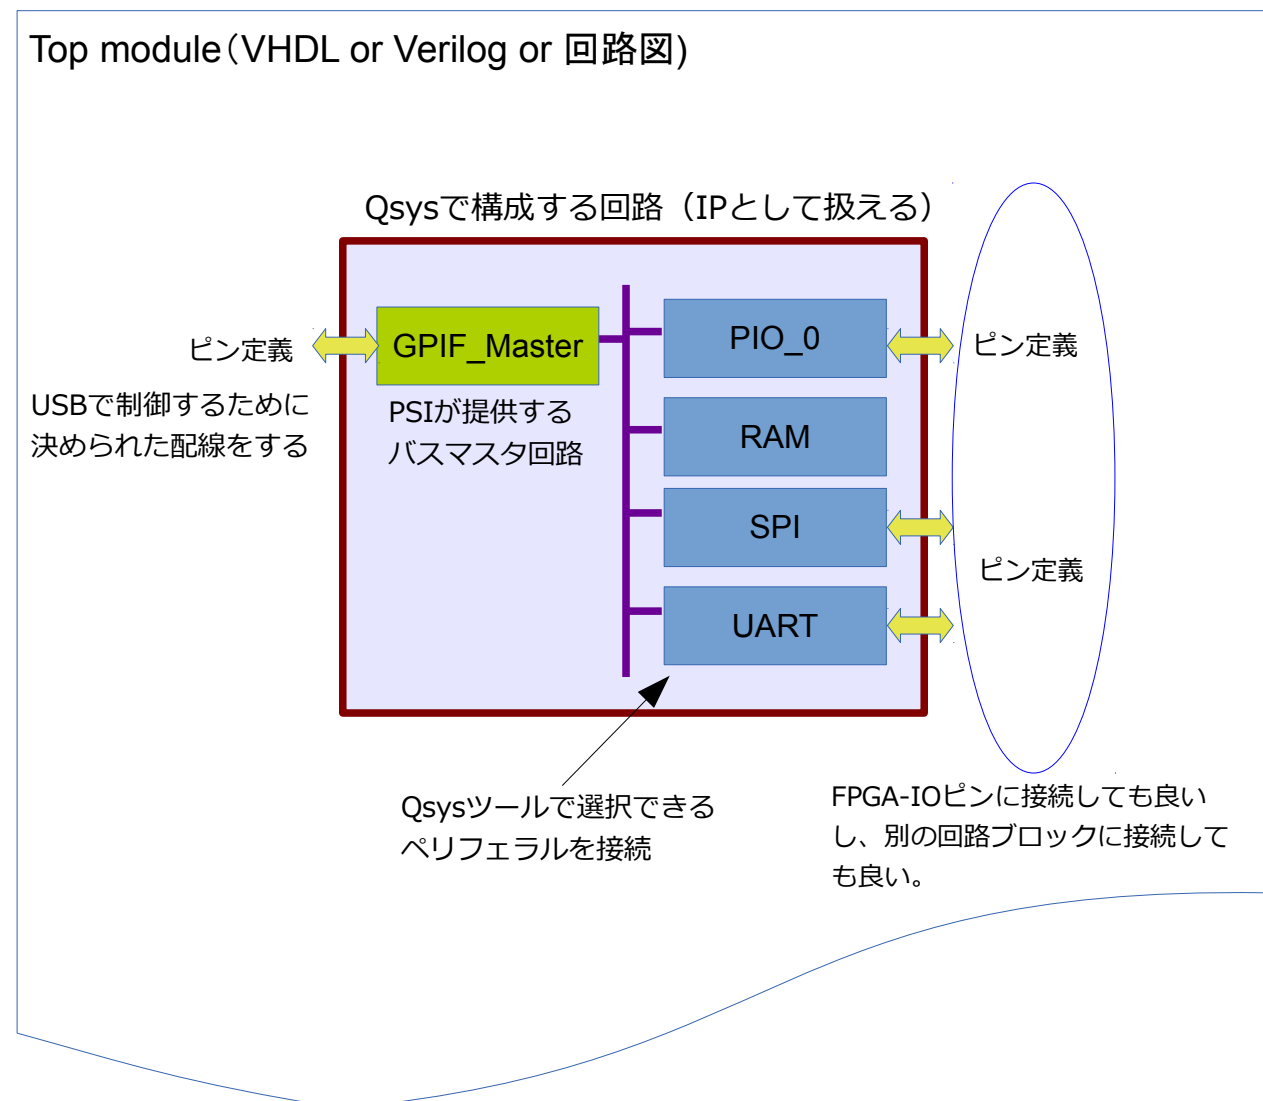 Top module（VHDL or Verilog or 回路図)
Qsysで構成する回路（IPとして扱える）
ピン定義
GPIF_Master
PIO_0
ピン定義
USBで制御するために
決められた配線をする
PSIが提供する
バスマスタ回路
RAM
SPI
ピン定義
UART
Qsysツールで選択できる
ペリフェラルを接続
FPGA-IOピンに接続しても良い
し、別の回路ブロックに接続して
も良い。